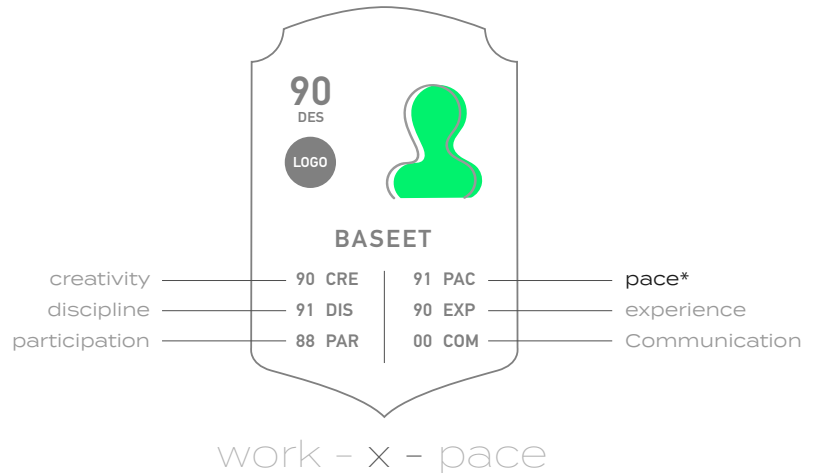 90
DES
LOGO
BASEET
creativity 90 CRE 91 PAC pace*
discipline 91 DIS 90 EXP experience
participation 88 PAR 00 COM Communication
work - x - pace